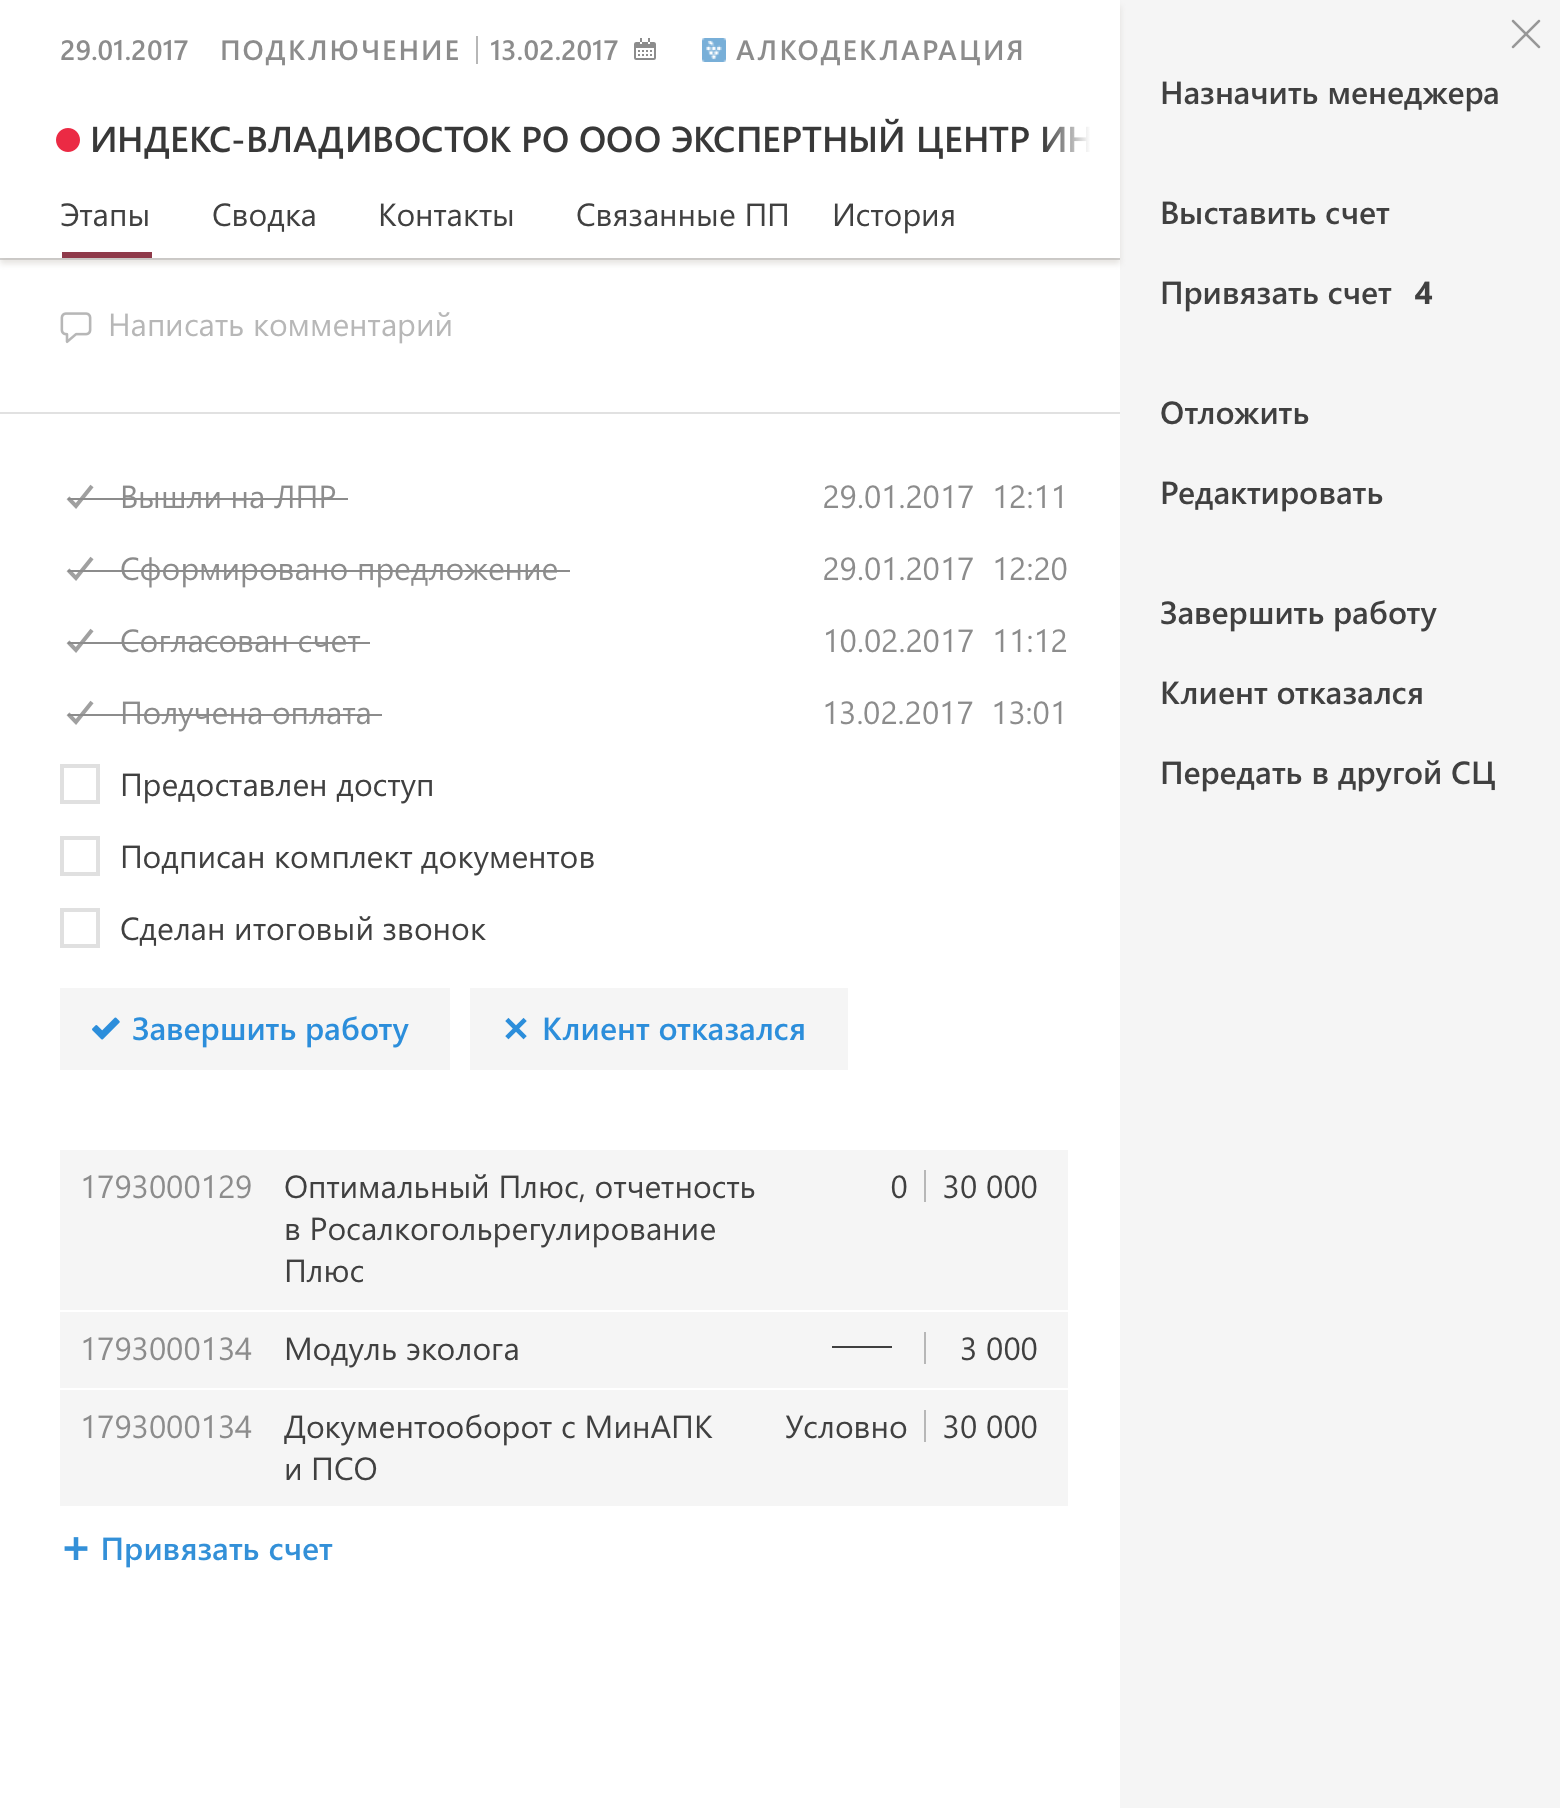 29.01.2017 ПОДКЛЮЧЕНИЕ 13.02.2017 АЛКОДЕКЛАРАЦИЯ
ИНДЕКС-ВЛАДИВОСТОК РО ООО ЭКСПЕРТНЫЙ ЦЕНТР ИН
Этапы Сводка Контакты Связанные ПП История
Написать комментарий
Вышли на ЛПР 29.01.2017 12:11
Сформировано предложение 29.01.2017 12:20
Согласован счет 10.02.2017 11:12
Получена оплата 13.02.2017 13:01
Предоставлен доступ
Подписан комплект документов
Сделан итоговый звонок
Завершить работу Клиент отказался
1793000129 Оптимальный Плюс, отчетность 0 30 000
в Росалкогольрегулирование
Плюс
1793000134 Модуль эколога — 3 000
1793000134 Документооборот с МинАПК Условно 30 000
и ПСО
+ Привязать счет
Назначить менеджера
Выставить счет
Привязать счет 4
Отложить
Редактировать
Завершить работу
Клиент отказался
Передать в другой СЦ